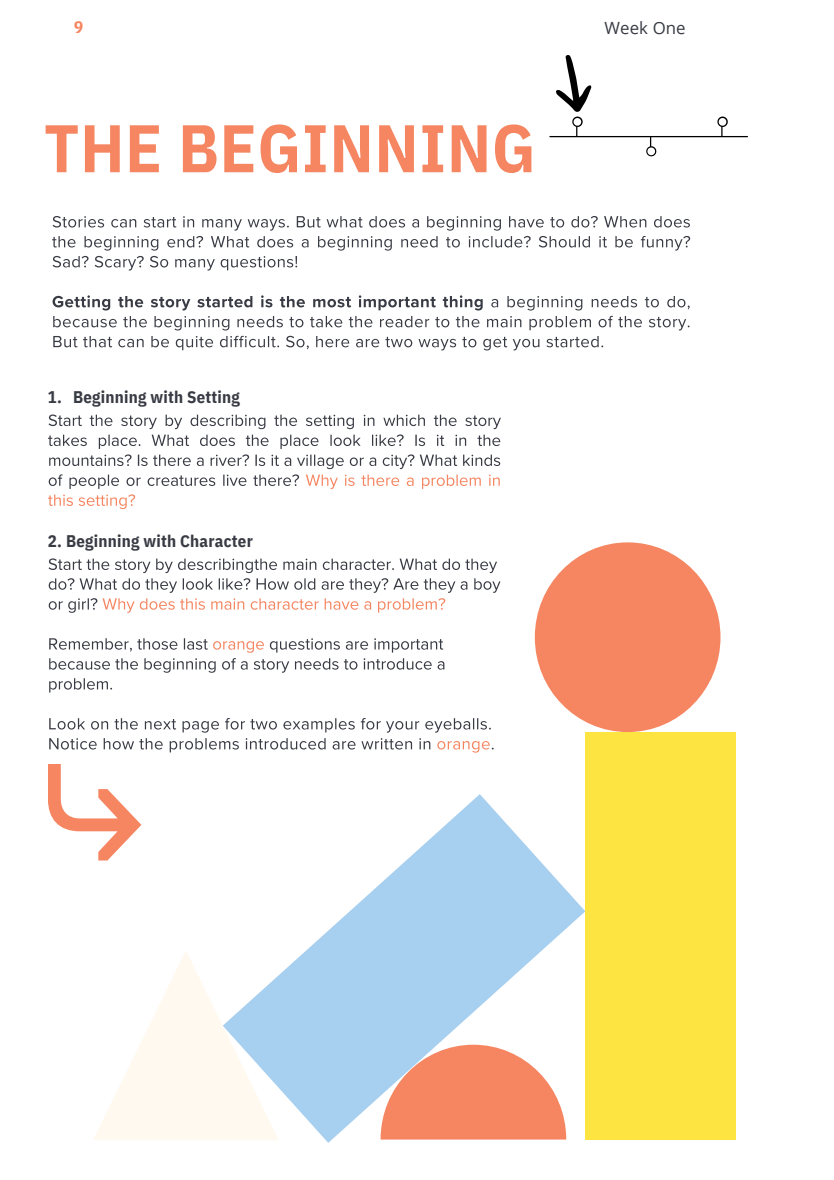 9
Week One
THE BEGINNING
Stories can start in many ways. But what does a beginning have to do? When does
the beginning end? What does a beginning need to include? Should it be funny?
Sad? Scary? So many questions!
Getting the story started is the most important thing a beginning needs to do,
because the beginning needs to take the reader to the main problem of the story.
But that can be quite difficult. So, here are two ways to get you started.
1. Beginning with Setting
Start the story by describing the setting in which the story
takes place. What does the place look like? Is it in the
mountains? Is there a river? Is it a village or a city? What kinds
of people or creatures live there? Why is there a problem in
this setting?
2. Beginning with Character
Start the story by describingthe main character. What do they
do? What do they look like? How old are they? Are they a boy
or girl? Why does this main character have a problem?
Remember, those last orange questions are important
because the beginning of a story needs to introduce a
problem.
Look on the next page for two examples for your eyeballs.
Notice how the problems introduced are written in orange.